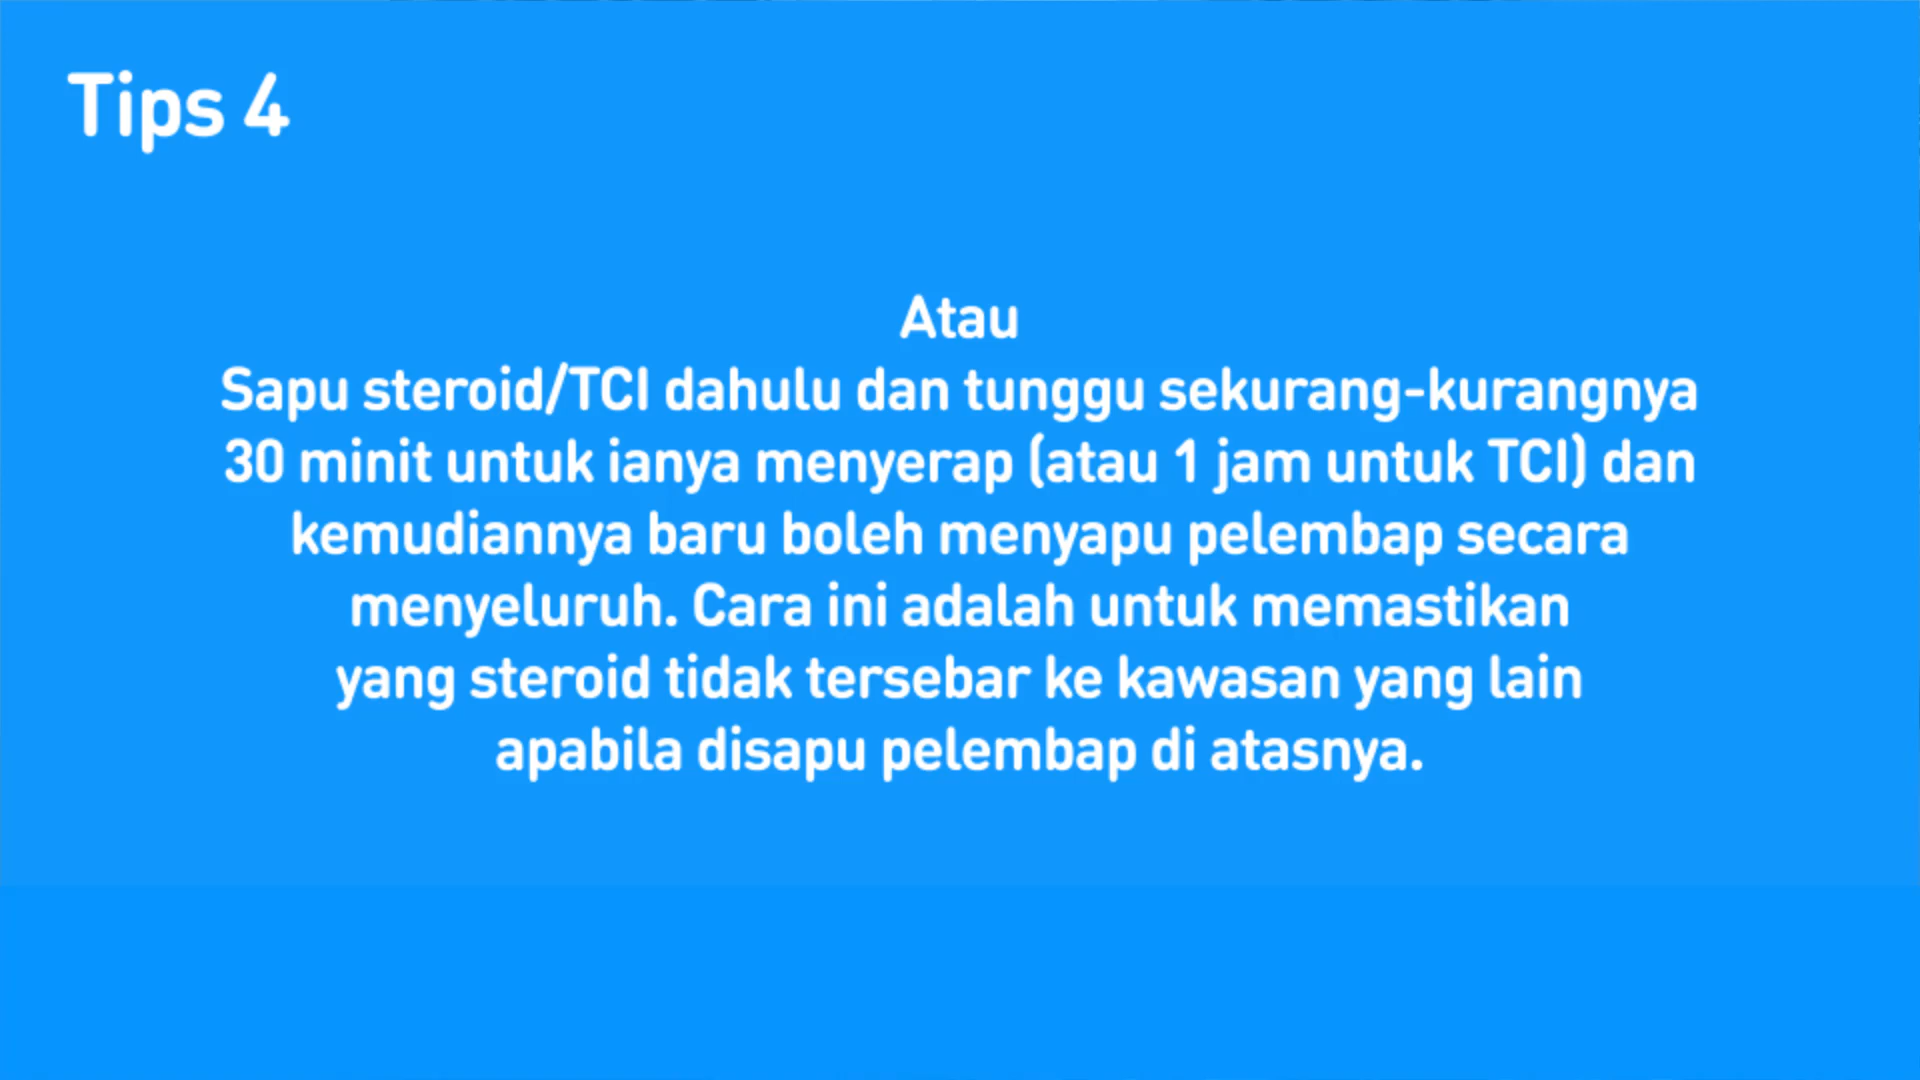 Tips 4
Atau
Sapu steroid/TCI dahulu dan tunggu sekurang-kurangnya
30 minit untuk ianya menyerap (atau 1 jam untuk TCI) dan
kemudiannya baru boleh menyapu pelembap secara
menyeluruh. Cara ini adalah untuk memastikan
yang steroid tidak tersebar ke kawasan yang lain
apabila disapu pelembap di atasnya.